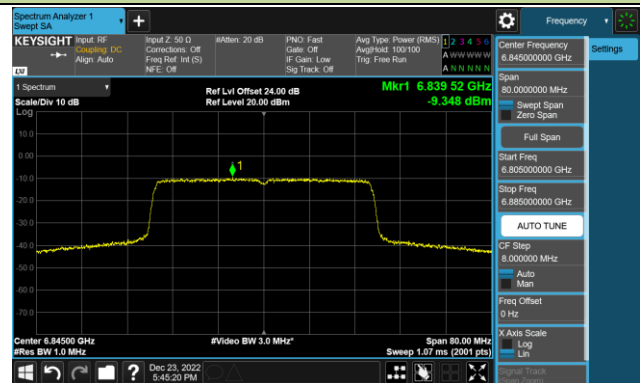 Spectrum Analyzer 1
Swept SA
+
Frequency
KEYSIGHT
Input: RF
Coupling: DC
Align: Auto
Input Z: 50 Ω
Corrections: Off
Freq Ref: Int (S)
NFE: Off
#Atten: 20 dB
PNO: Fast
Gate: Off
IF Gain: Low
Sig Track: Off
Avg Type: Power (RMS)
Avg|Hold: 100/100
Trig: Free Run
1 2 3 4 5 6
A W W W W W
A N N N N N
LXI
1 Spectrum
Scale/Div 10 dB
Log
Ref Lvl Offset 24.00 dB
Ref Level 20.00 dBm
Mkr1 6.839 52 GHz
-9.348 dBm
10.0
0.00
-10.0
-20.0
-30.0
-40.0
-50.0
-60.0
-70.0
1
Center 6.84500 GHz
#Res BW 1.0 MHz
#Video BW 3.0 MHz*
Span 80.00 MHz
Sweep 1.07 ms (2001 pts)
Center Frequency
6.845000000 GHz
Span
80.0000000 MHz
Swept Span
Zero Span
Full Span
Start Freq
6.805000000 GHz
Stop Freq
6.885000000 GHz
AUTO TUNE
CF Step
8.000000 MHz
Auto
Man
Freq Offset
0 Hz
X Axis Scale
Log
Lin
Signal Track
Settings
?
Dec 23, 2022
5:45:20 PM